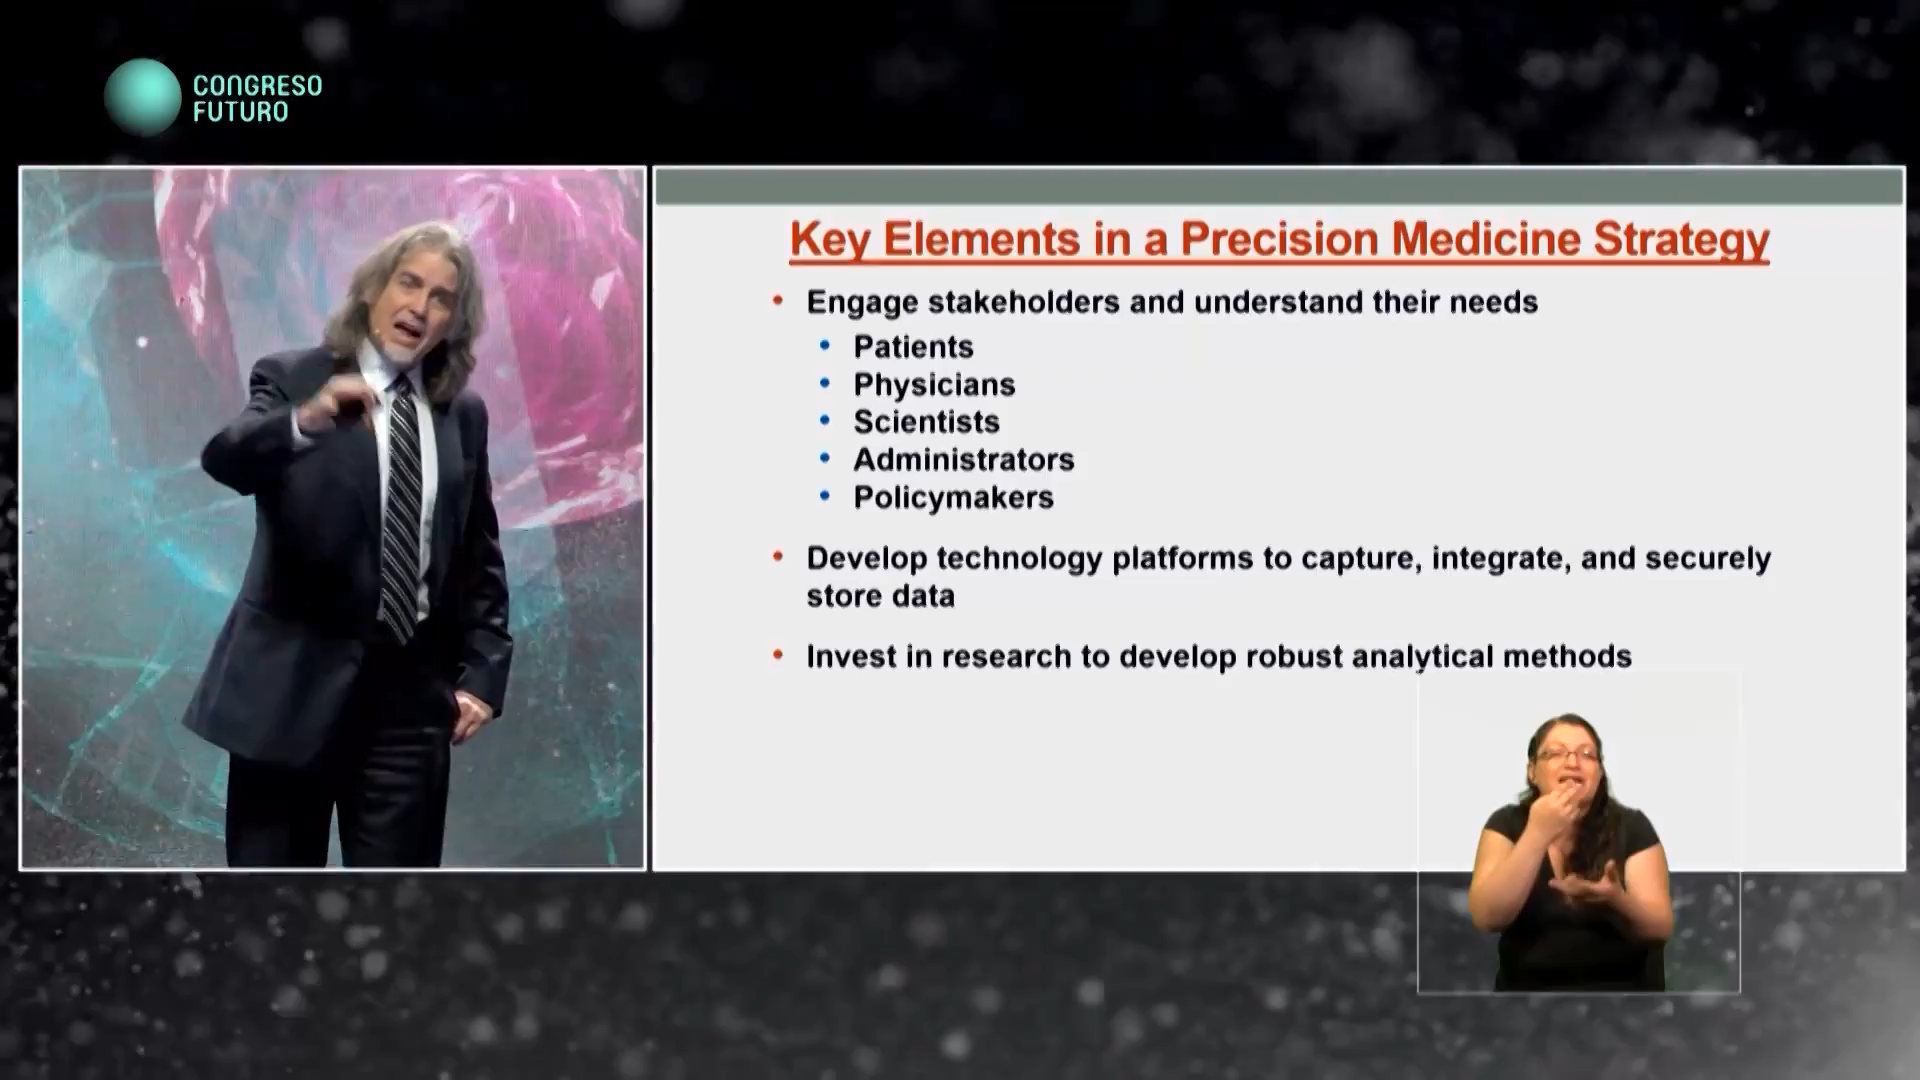 CONGRESO
FUTURO
Key Elements in a Precision Medicine Strategy
• Engage stakeholders and understand their needs
• Patients
• Physicians
• Scientists
• Administrators
• Policymakers
• Develop technology platforms to capture, integrate, and securely
store data
• Invest in research to develop robust analytical methods